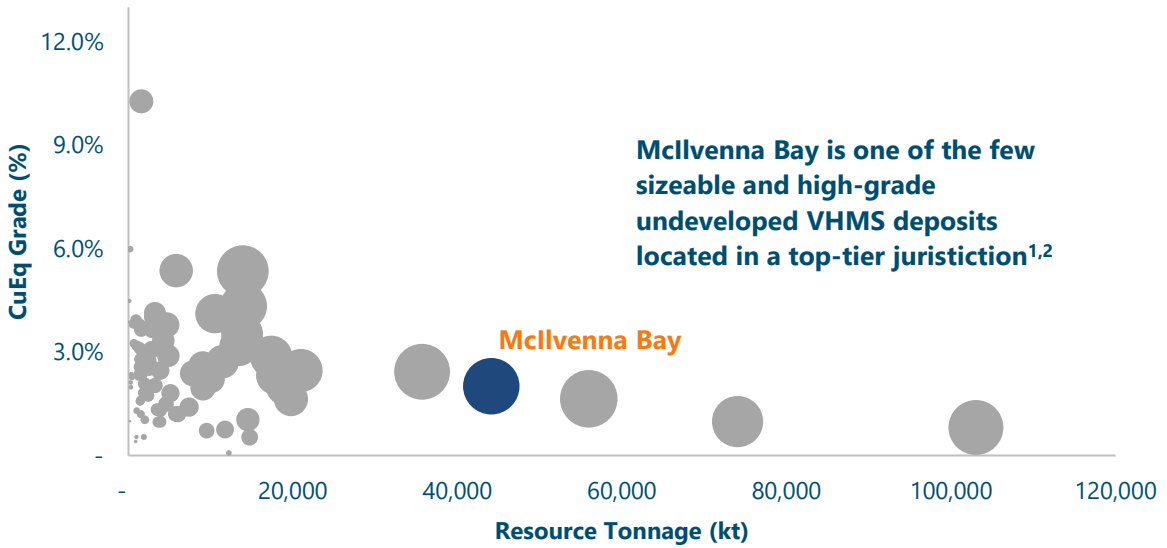 12.0%
9.0%
6.0%
3.0%
-
CuEq Grade (%)
McIlvenna Bay is one of the few
sizeable and high-grade
undeveloped VHMS deposits
located in a top-tier juristiction1,2
McIlvenna Bay
- 20,000 40,000 60,000 80,000 100,000 120,000
Resource Tonnage (kt)